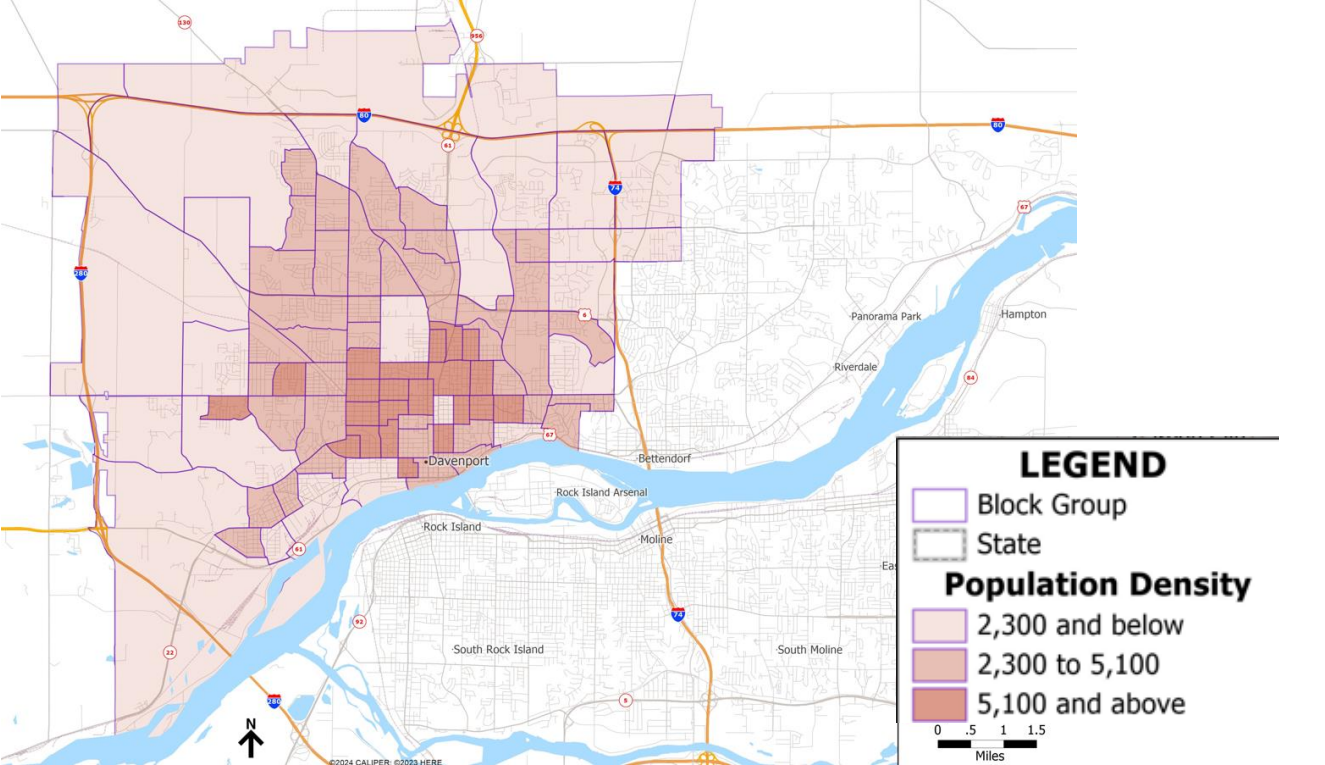 130
956
80
80
61
74
67
280
6
Panorama Park
Hampton
Riverdale
84
67
Davenport
Bettendorf
Rock Island Arsenal
Rock Island
Moline
61
92
74
22
South Rock Island
South Moline
280
5
N
©2024 CALIPER; ©2023 HERE
LEGEND
Block Group
State
Population Density
2,300 and below
2,300 to 5,100
5,100 and above
0 .5 1 1.5
Miles